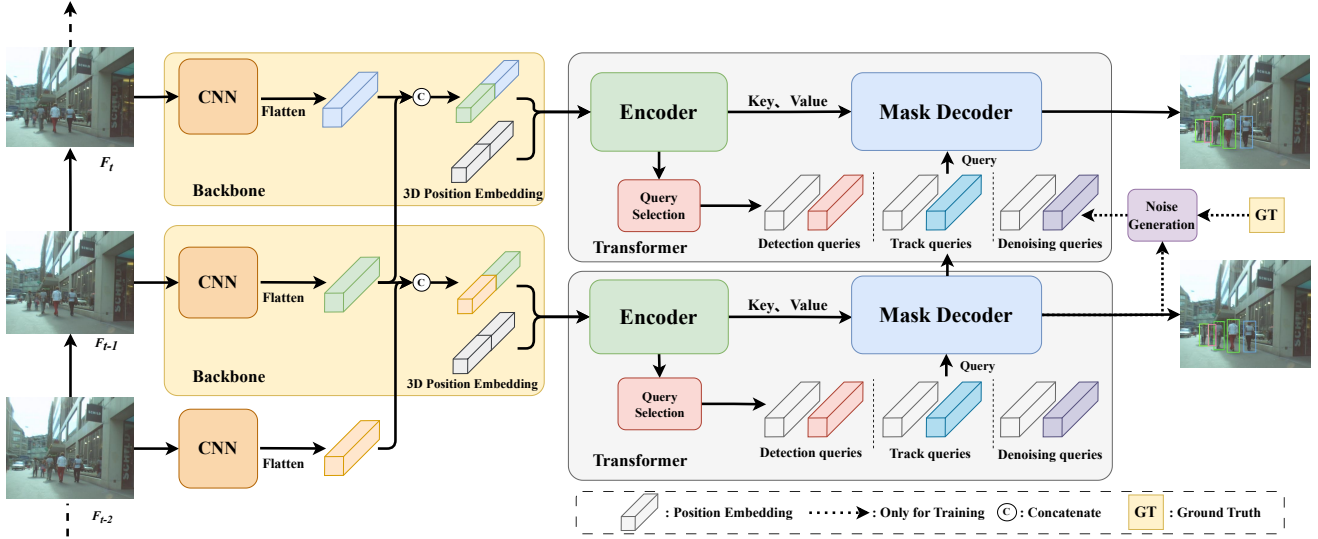 CNN
Flatten
C
3D Position Embedding
Backbone
F_t
Encoder
Key、Value
Mask Decoder
Query
Query
Selection
Detection queries
Track queries
Denoising queries
Transformer
Noise
Generation
GT
CNN
Flatten
C
3D Position Embedding
Backbone
F_{t-1}
Encoder
Key、Value
Mask Decoder
Query
Query
Selection
Detection queries
Track queries
Denoising queries
Transformer
CNN
Flatten
F_{t-2}
: Position Embedding
: Only for Training
C : Concatenate
GT : Ground Truth